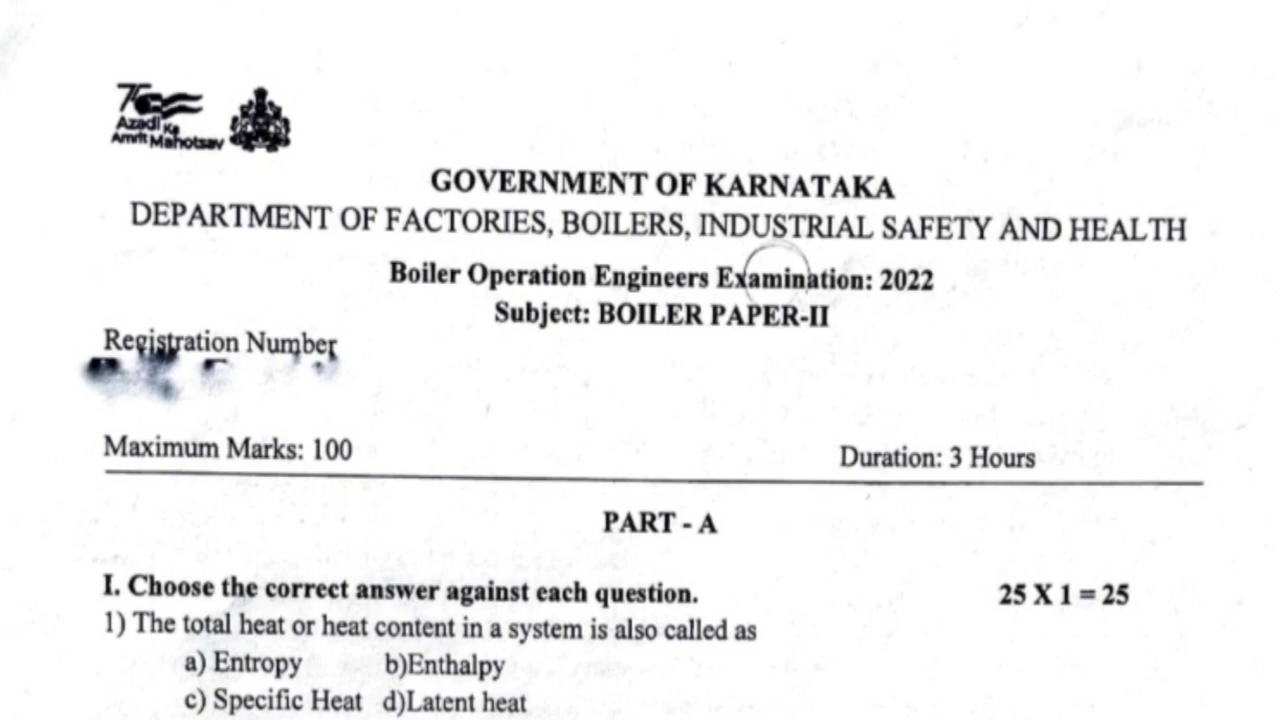 75
Azadi Ka
Amrit Mahotsav
GOVERNMENT OF KARNATAKA
DEPARTMENT OF FACTORIES, BOILERS, INDUSTRIAL SAFETY AND HEALTH
Boiler Operation Engineers Examination: 2022
Subject: BOILER PAPER-II
Registration Number
Maximum Marks: 100 Duration: 3 Hours
PART - A
I. Choose the correct answer against each question. 25 X 1 = 25
1) The total heat or heat content in a system is also called as
a) Entropy b)Enthalpy
c) Specific Heat d)Latent heat